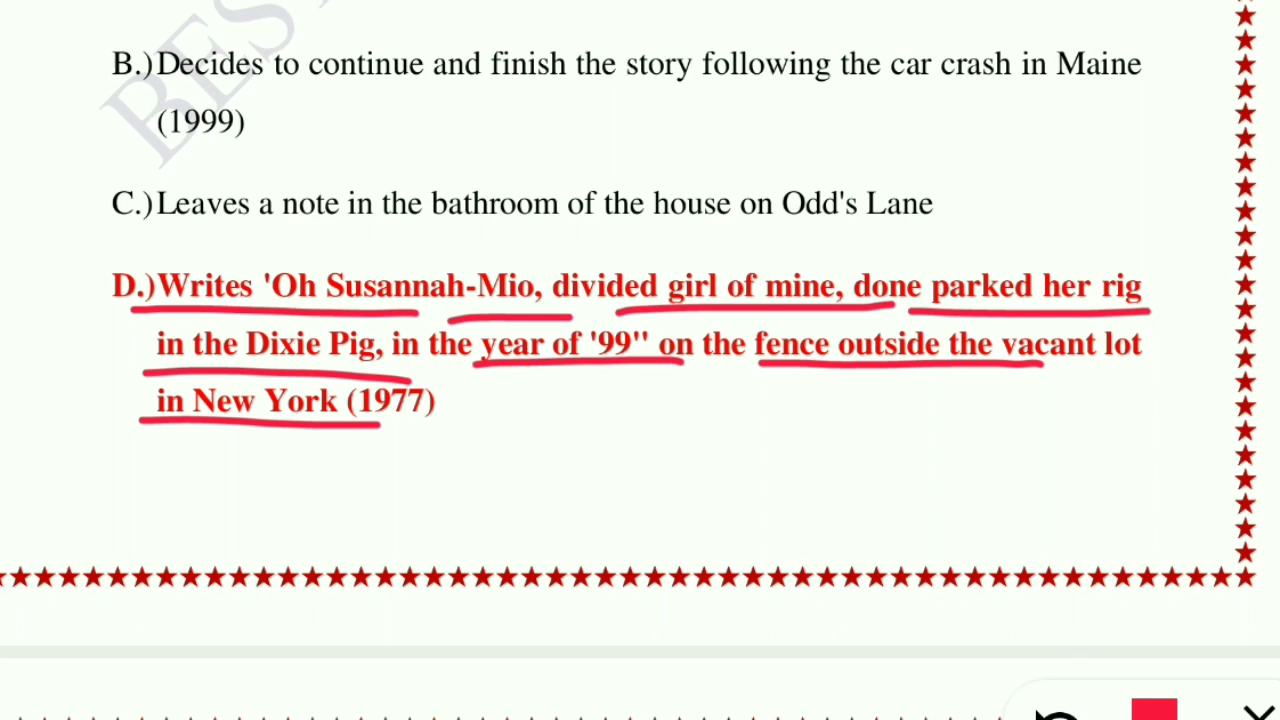 B.) Decides to continue and finish the story following the car crash in Maine
(1999)
C.) Leaves a note in the bathroom of the house on Odd's Lane
D.) Writes 'Oh Susannah-Mio, divided girl of mine, done parked her rig
in the Dixie Pig, in the year of '99" on the fence outside the vacant lot
in New York (1977)
BES